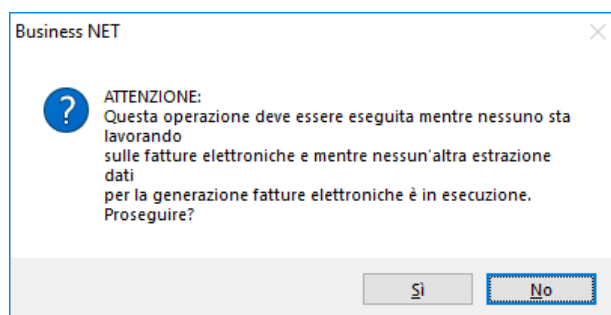 Business NET
ATTENZIONE:
Questa operazione deve essere eseguita mentre nessuno sta
lavorando
sulle fatture elettroniche e mentre nessun'altra estrazione
dati
per la generazione fatture elettroniche è in esecuzione.
Proseguire?
Sì
No